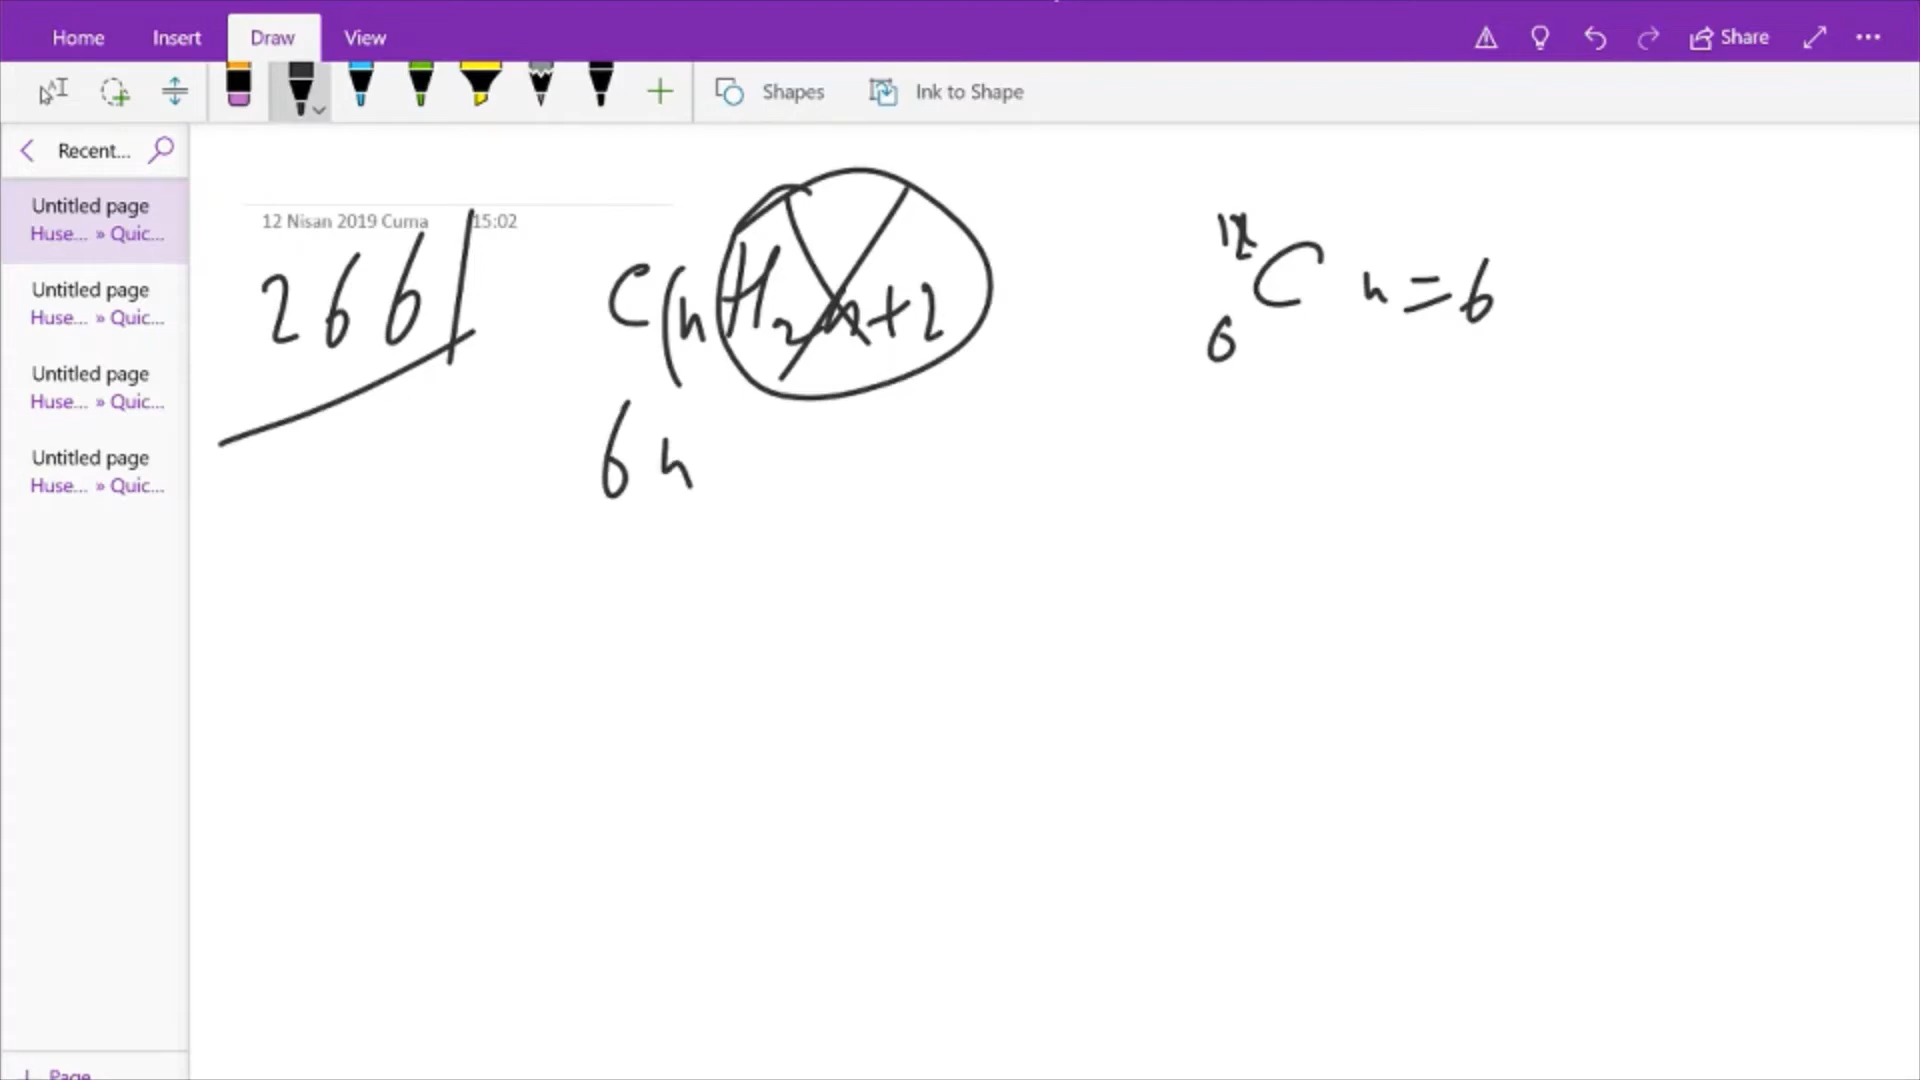 Home Insert Draw View Share
Shapes Ink to Shape
Recent...
Untitled page
Huse... » Quic...
Untitled page
Huse... » Quic...
Untitled page
Huse... » Quic...
Untitled page
Huse... » Quic...
Page
12 Nisan 2019 Cuma 15:02
266
CnH2n+2
6n
12
C n=6
6